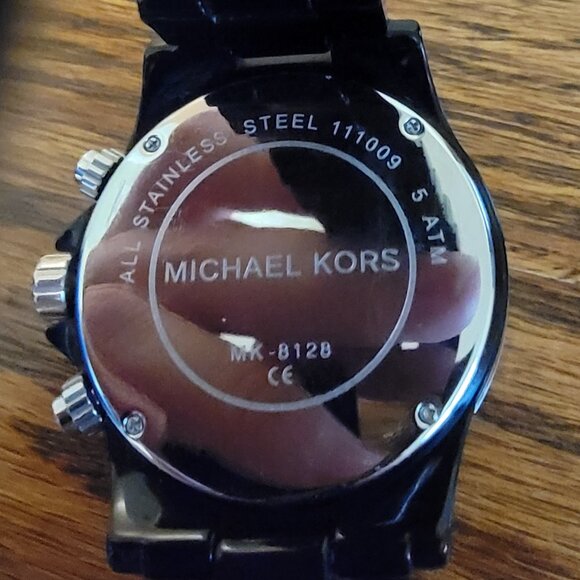 ALL STAINLESS STEEL 111009 5 ATM
MICHAEL KORS
MK-8128
CE